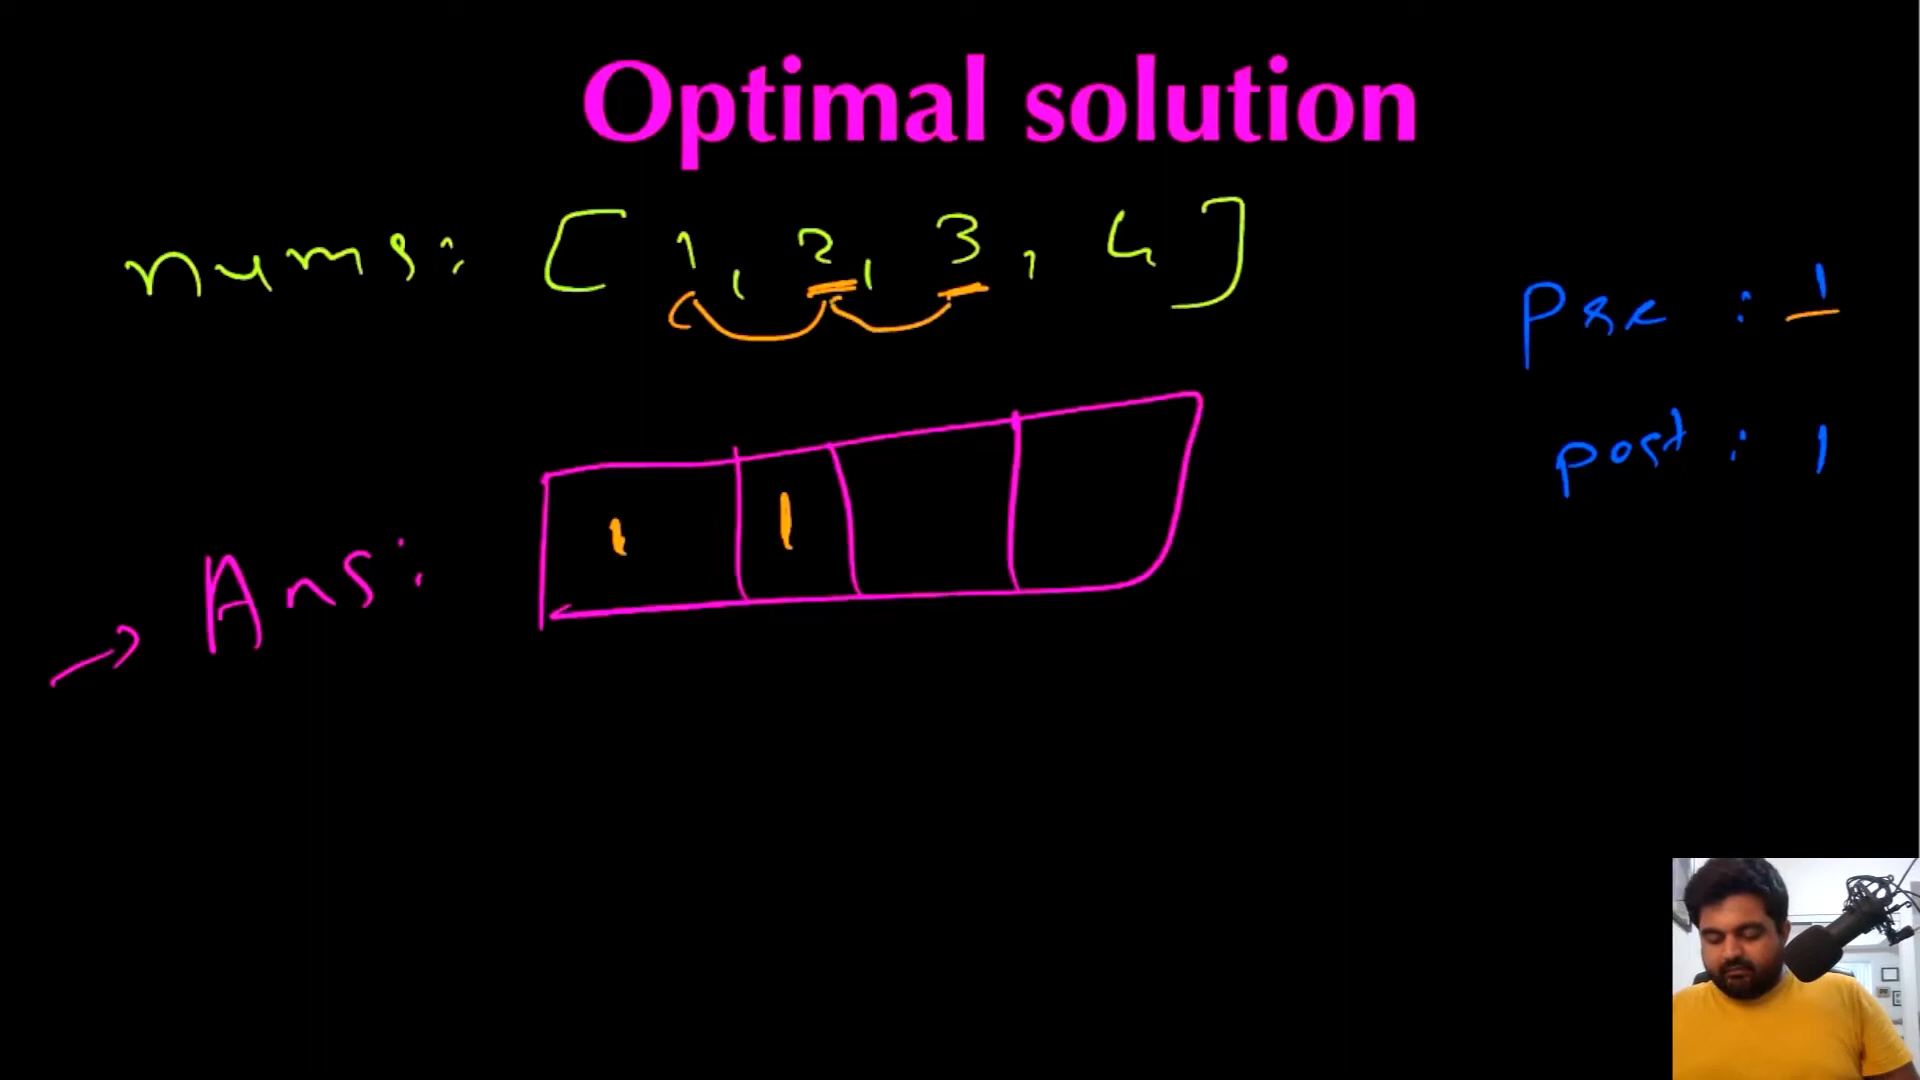 Optimal solution
nums: [1, 2, 3, 4]
Pre : 1
post : 1
→ Ans: 1 1